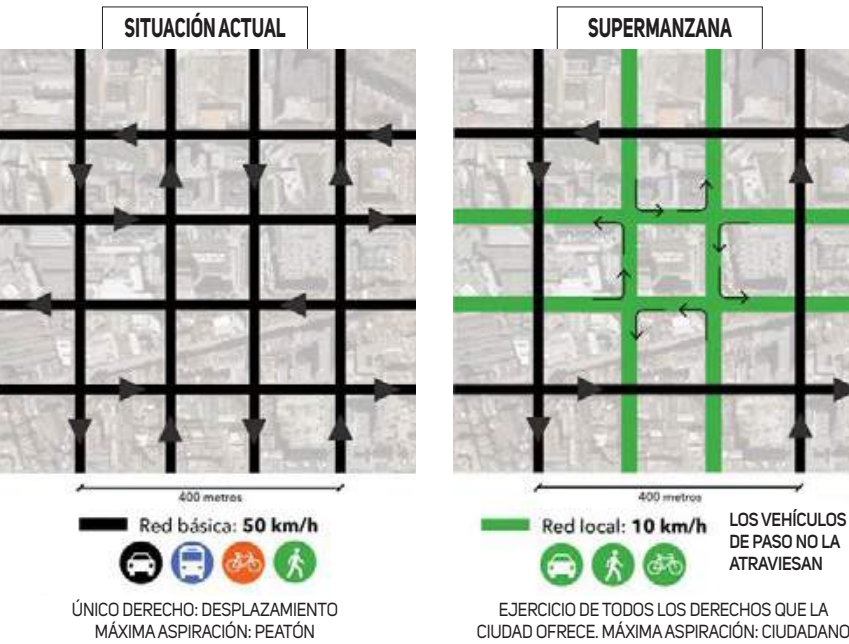 SITUACIÓN ACTUAL
400 metros
Red básica: 50 km/h
ÚNICO DERECHO: DESPLAZAMIENTO
MÁXIMA ASPIRACIÓN: PEATÓN
SUPERMANZANA
400 metros
Red local: 10 km/h
LOS VEHÍCULOS
DE PASO NO LA
ATRAVIESAN
EJERCICIO DE TODOS LOS DERECHOS QUE LA
CIUDAD OFRECE. MÁXIMA ASPIRACIÓN: CIUDADANO